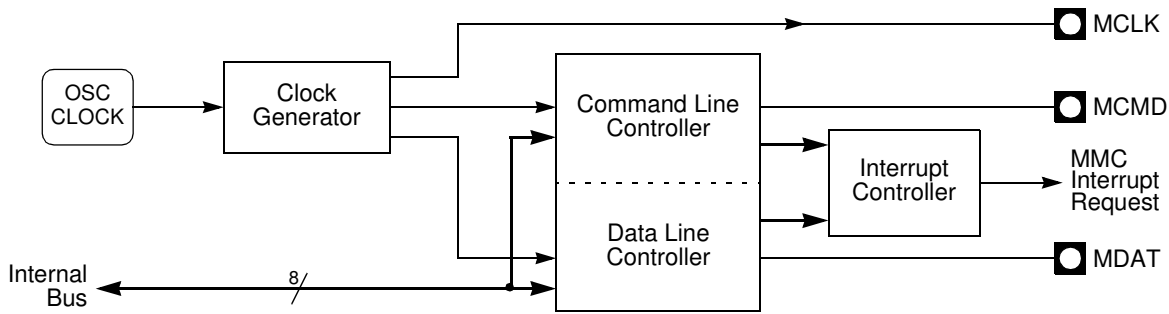 MCLK
OSC
CLOCK
Clock
Generator
Command Line
Controller
MCMD
Interrupt
Controller
MMC
Interrupt
Request
Data Line
Controller
MDAT
Internal
Bus
8